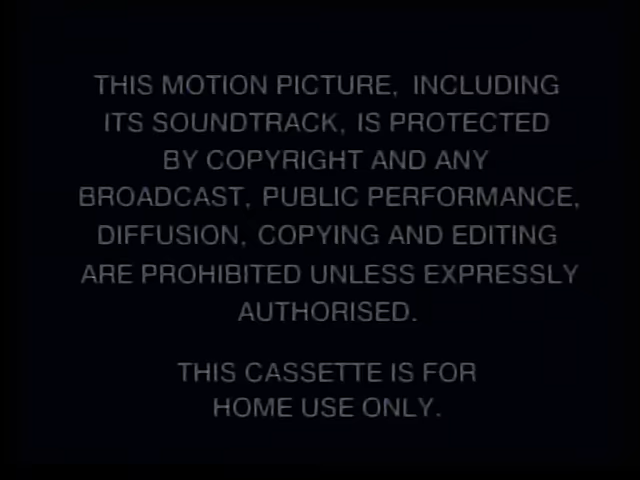 THIS MOTION PICTURE, INCLUDING
ITS SOUNDTRACK, IS PROTECTED
BY COPYRIGHT AND ANY
BROADCAST, PUBLIC PERFORMANCE,
DIFFUSION, COPYING AND EDITING
ARE PROHIBITED UNLESS EXPRESSLY
AUTHORISED.
THIS CASSETTE IS FOR
HOME USE ONLY.